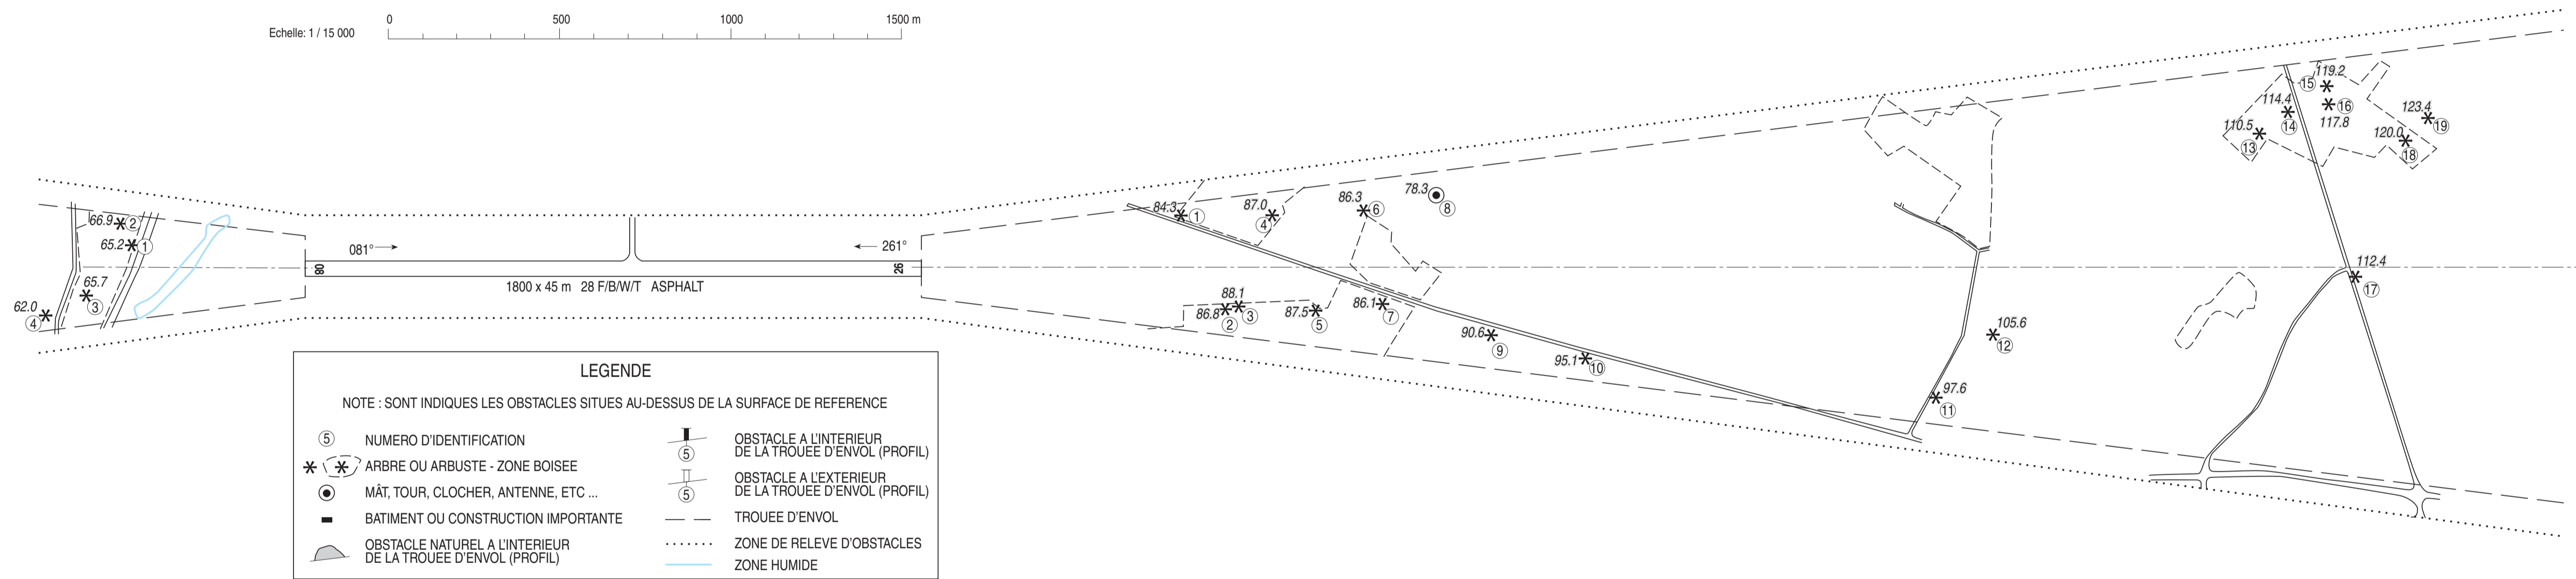 0 500 1000 1500 m
Echelle: 1 / 15 000
66.9 2
65.2 1
65.7
3
62.0
4
081°
261°
08
26
1800 x 45 m 28 F/B/W/T ASPHALT
84.3 1
87.0
4
86.3
6
78.3
8
88.1
86.8
2 3
87.5
5
86.1
7
90.6
9
95.1
10
105.6
12
97.6
11
119.2
15
16
117.8
114.4
14
110.5
13
123.4
19
120.0
18
112.4
17
LEGENDE
NOTE : SONT INDIQUES LES OBSTACLES SITUES AU-DESSUS DE LA SURFACE DE REFERENCE
5 NUMERO D'IDENTIFICATION
ARBRE OU ARBUSTE - ZONE BOISEE
MÂT, TOUR, CLOCHER, ANTENNE, ETC ...
BATIMENT OU CONSTRUCTION IMPORTANTE
OBSTACLE NATUREL A L'INTERIEUR
DE LA TROUEE D'ENVOL (PROFIL)
OBSTACLE A L'INTERIEUR
5 DE LA TROUEE D'ENVOL (PROFIL)
OBSTACLE A L'EXTERIEUR
5 DE LA TROUEE D'ENVOL (PROFIL)
TROUEE D'ENVOL
ZONE DE RELEVE D'OBSTACLES
ZONE HUMIDE